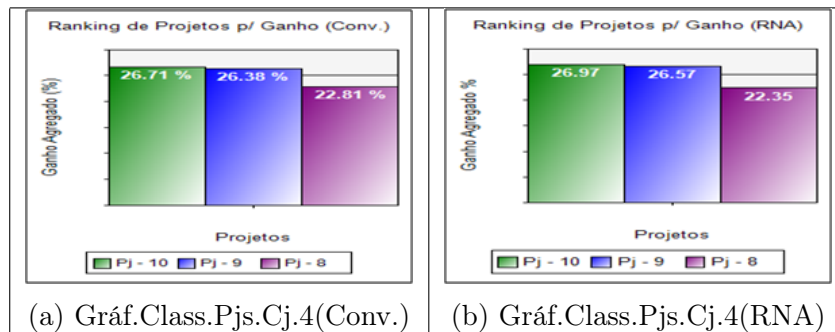 Ranking de Projetos p/ Ganho (Conv.)
Ganho Agregado (%)
26.71 %
26.38 %
22.81 %
Projetos
Pj - 10 Pj - 9 Pj - 8
(a) Gráf.Class.Pjs.Cj.4(Conv.)
Ranking de Projetos p/ Ganho (RNA)
Ganho Agregado %
26.97
26.57
22.35
Projetos
Pj - 10 Pj - 9 Pj - 8
(b) Gráf.Class.Pjs.Cj.4(RNA)